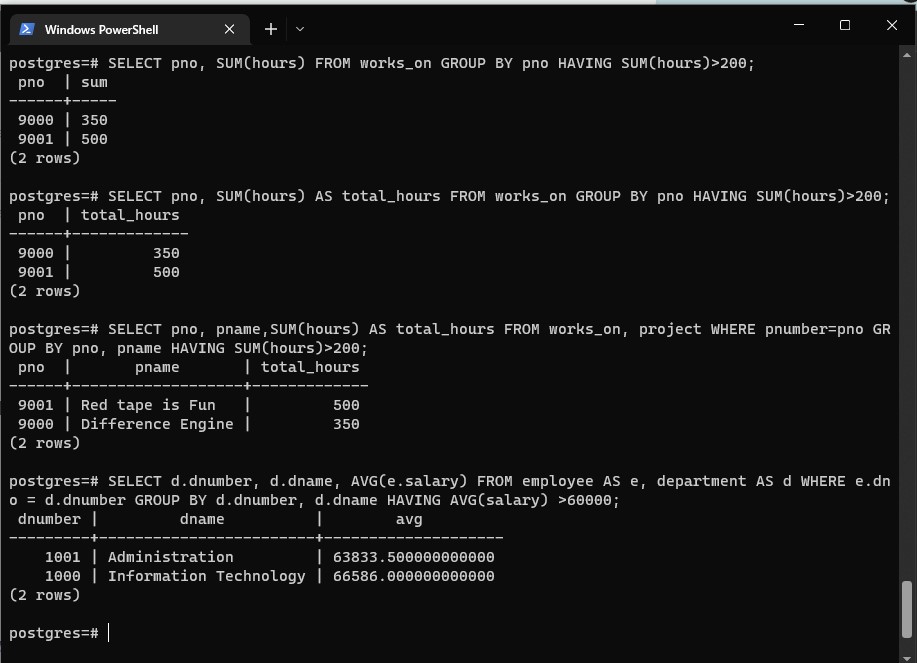 Windows PowerShell
postgres=# SELECT pno, SUM(hours) FROM works_on GROUP BY pno HAVING SUM(hours)>200;
 pno  | sum
------+-----
 9000 | 350
 9001 | 500
(2 rows)
postgres=# SELECT pno, SUM(hours) AS total_hours FROM works_on GROUP BY pno HAVING SUM(hours)>200;
 pno  | total_hours
------+-------------
 9000 |         350
 9001 |         500
(2 rows)
postgres=# SELECT pno, pname,SUM(hours) AS total_hours FROM works_on, project WHERE pnumber=pno GR
OUP BY pno, pname HAVING SUM(hours)>200;
 pno  |       pname       | total_hours
------+-------------------+-------------
 9001 | Red tape is Fun   |         500
 9000 | Difference Engine |         350
(2 rows)
postgres=# SELECT d.dnumber, d.dname, AVG(e.salary) FROM employee AS e, department AS d WHERE e.dn
o = d.dnumber GROUP BY d.dnumber, d.dname HAVING AVG(salary) >60000;
 dnumber |         dname          |        avg
---------+------------------------+--------------------
    1001 | Administration         | 63833.500000000000
    1000 | Information Technology | 66586.000000000000
(2 rows)
postgres=#